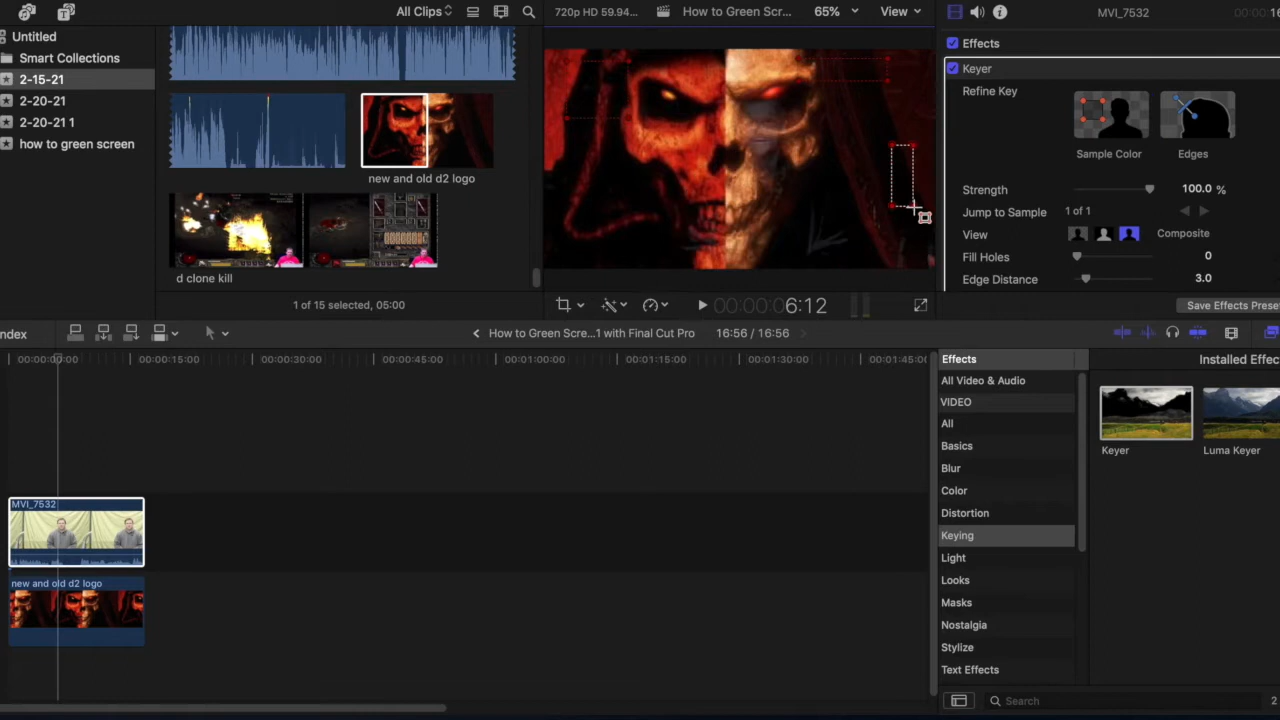 All Clips
720p HD 59.94...
How to Green Scr...
65%
View
MVI_7532
00:00:16
Untitled
Smart Collections
2-15-21
2-20-21
2-20-21 1
how to green screen
new and old d2 logo
d clone kill
1 of 15 selected, 05:00
00:00:06:12
Effects
Keyer
Refine Key
Sample Color
Edges
Strength
100.0 %
Jump to Sample
1 of 1
View
Composite
Fill Holes
0
Edge Distance
3.0
Save Effects Prese
ndex
How to Green Scre...1 with Final Cut Pro
16:56 / 16:56
00:00:00:00
00:00:15:00
00:00:30:00
00:00:45:00
00:01:00:00
00:01:15:00
00:01:30:00
00:01:45:0
MVI_7532
new and old d2 logo
Effects
Installed Effec
All Video & Audio
VIDEO
All
Basics
Blur
Color
Distortion
Keying
Light
Looks
Masks
Nostalgia
Stylize
Text Effects
Keyer
Luma Keyer
Search
2